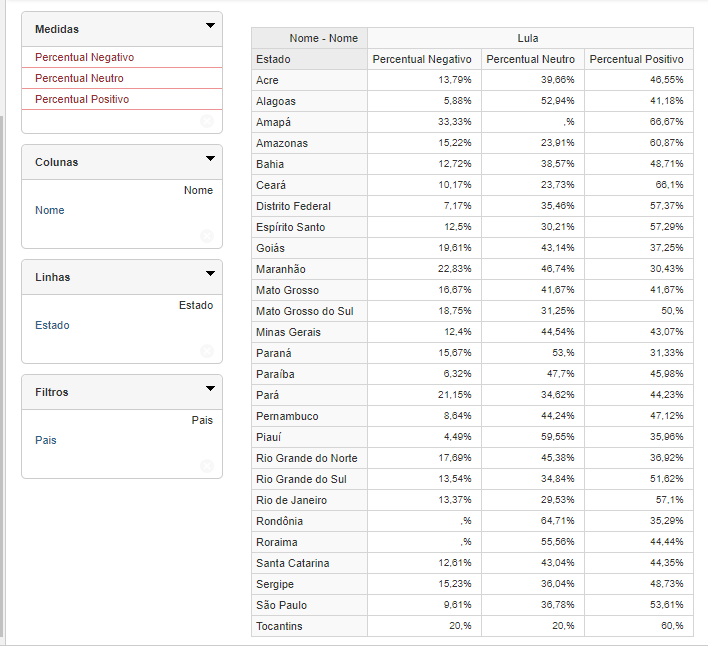 Medidas
Percentual Negativo
Percentual Neutro
Percentual Positivo
Colunas
Nome
Nome
Linhas
Estado
Estado
Filtros
Pais
Pais
Nome - Nome Lula
Estado Percentual Negativo Percentual Neutro Percentual Positivo
Acre 13,79% 39,66% 46,55%
Alagoas 5,88% 52,94% 41,18%
Amapá 33,33% ,% 66,67%
Amazonas 15,22% 23,91% 60,87%
Bahia 12,72% 38,57% 48,71%
Ceará 10,17% 23,73% 66,1%
Distrito Federal 7,17% 35,46% 57,37%
Espírito Santo 12,5% 30,21% 57,29%
Goiás 19,61% 43,14% 37,25%
Maranhão 22,83% 46,74% 30,43%
Mato Grosso 16,67% 41,67% 41,67%
Mato Grosso do Sul 18,75% 31,25% 50,%
Minas Gerais 12,4% 44,54% 43,07%
Paraná 15,67% 53,% 31,33%
Paraíba 6,32% 47,7% 45,98%
Pará 21,15% 34,62% 44,23%
Pernambuco 8,64% 44,24% 47,12%
Piauí 4,49% 59,55% 35,96%
Rio Grande do Norte 17,69% 45,38% 36,92%
Rio Grande do Sul 13,54% 34,84% 51,62%
Rio de Janeiro 13,37% 29,53% 57,1%
Rondônia ,% 64,71% 35,29%
Roraima ,% 55,56% 44,44%
Santa Catarina 12,61% 43,04% 44,35%
Sergipe 15,23% 36,04% 48,73%
São Paulo 9,61% 36,78% 53,61%
Tocantins 20,% 20,% 60,%